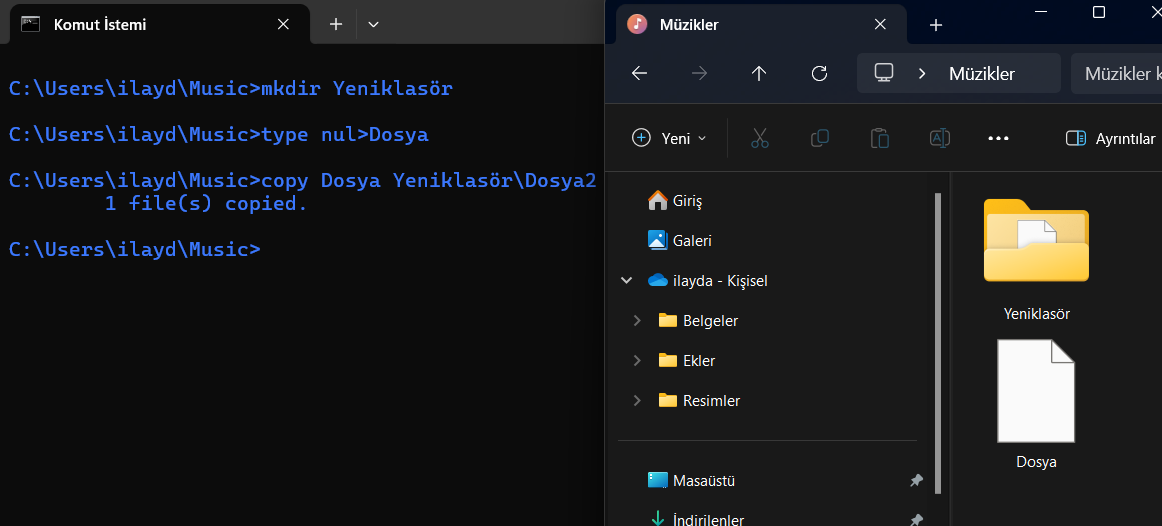 Komut İstemi
C:\Users\ilayd\Music>mkdir Yeniklasör
C:\Users\ilayd\Music>type nul>Dosya
C:\Users\ilayd\Music>copy Dosya Yeniklasör\Dosya2
1 file(s) copied.
C:\Users\ilayd\Music>
Müzikler
Müzikler
Müzikler k
Yeni
Ayrıntılar
Giriş
Galeri
ilayda - Kişisel
Belgeler
Ekler
Resimler
Masaüstü
İndirilenler
Yeniklasör
Dosya